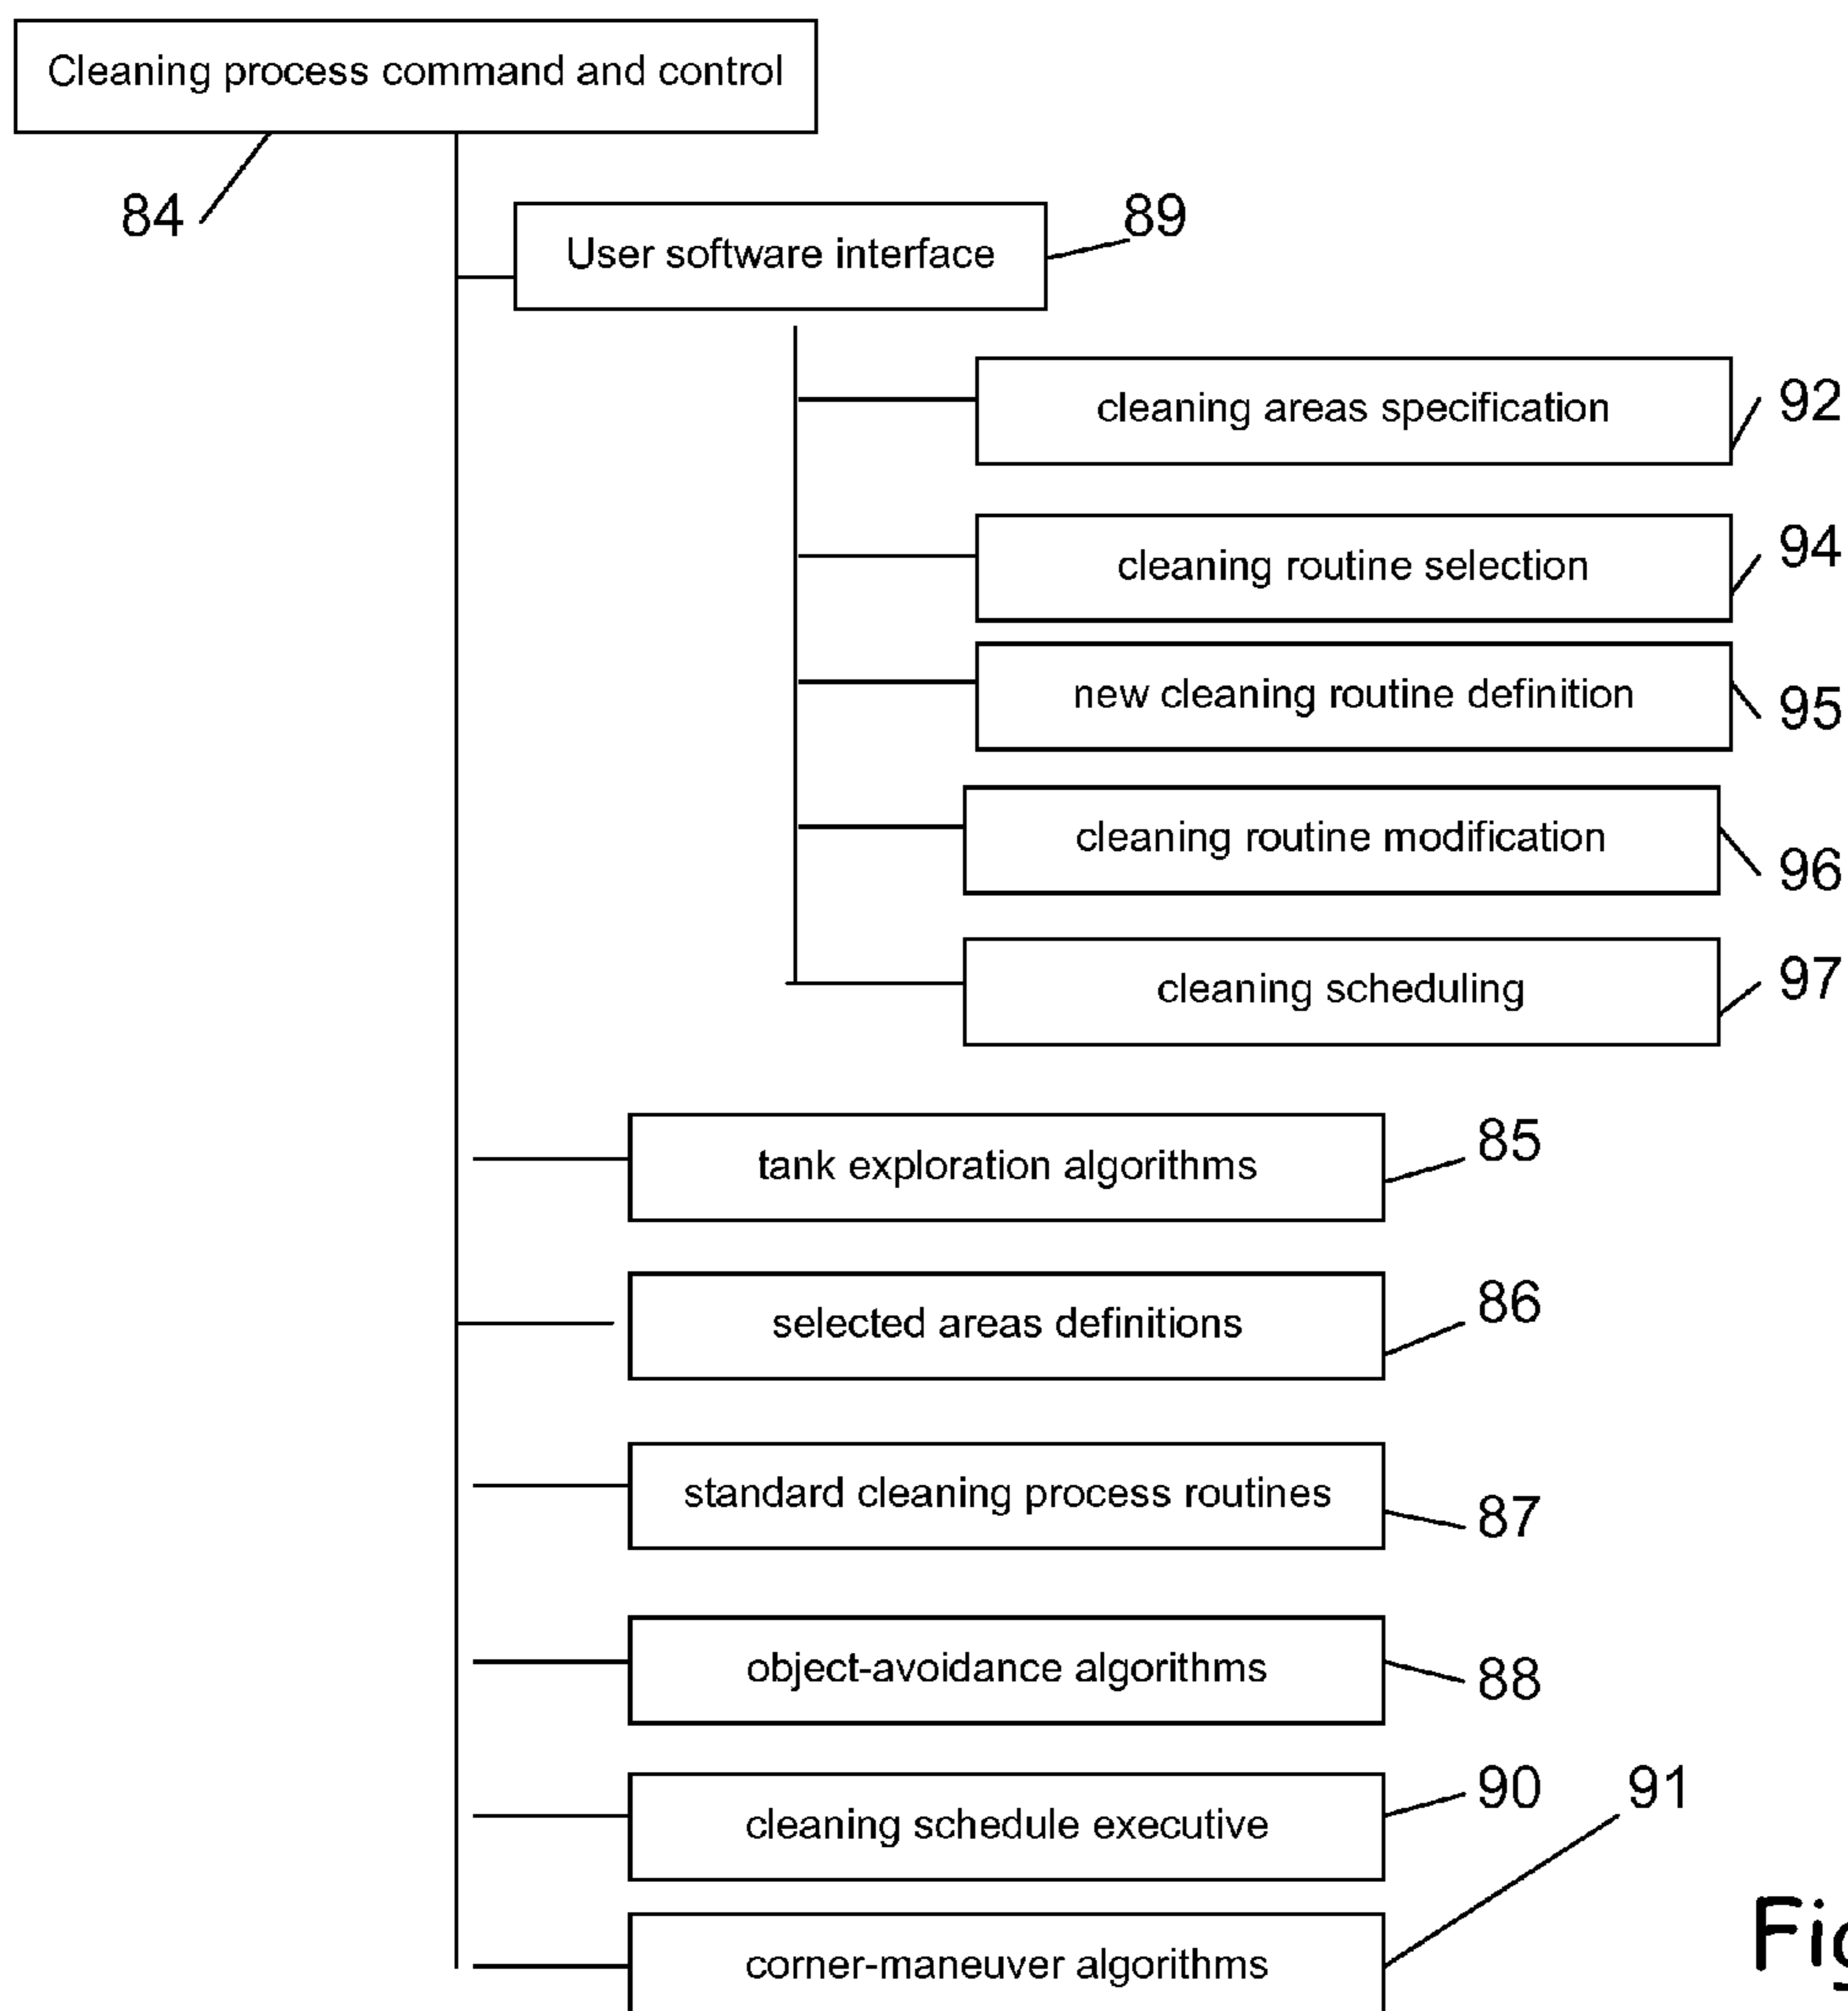 Cleaning process command and control
84
User software interface
89
cleaning areas specification
92
cleaning routine selection
94
new cleaning routine definition
95
cleaning routine modification
96
cleaning scheduling
97
tank exploration algorithms
85
selected areas definitions
86
standard cleaning process routines
87
object-avoidance algorithms
88
cleaning schedule executive
90
91
corner-maneuver algorithms